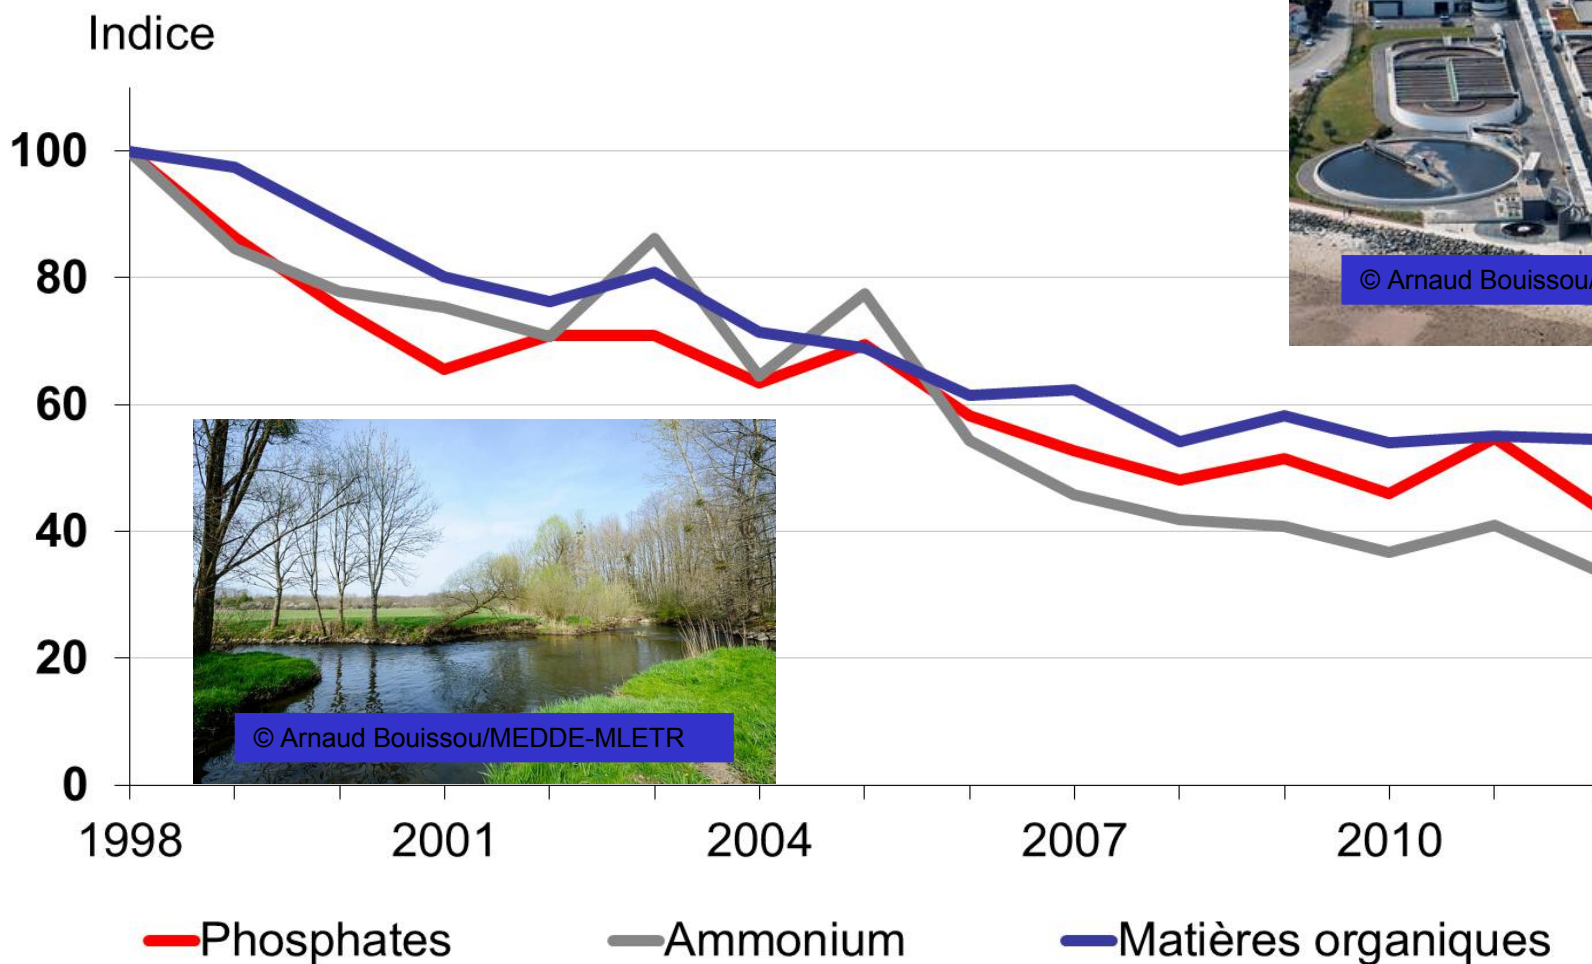 Indice
100
80
© Arnaud Bouissou/
60
40
20
© Arnaud Bouissou/MEDDE-MLETR
0
1998 2001 2004 2007 2010
Phosphates Ammonium Matières organiques